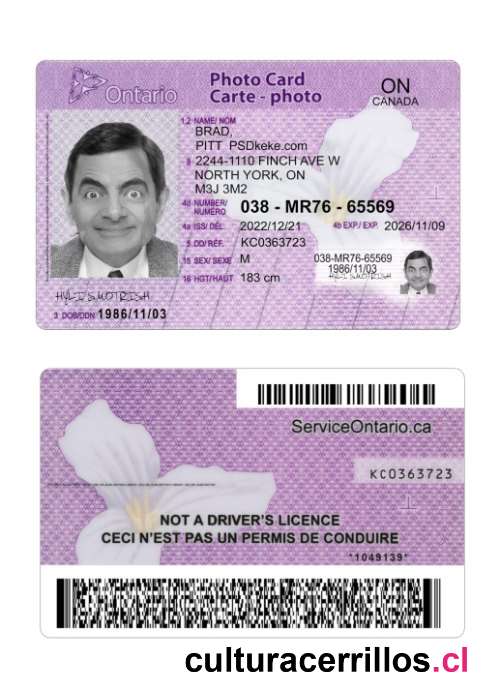 Ontario
Photo Card
Carte - photo
ON
CANADA
1,2 NAME/ NOM
BRAD,
PITT PSDkeke.com
8 2244-1110 FINCH AVE W
NORTH YORK, ON
M3J 3M2
4d NUMBER/ NUMÉRO 038 - MR76 - 65569
4a ISS/ DÉL 2022/12/21 4b EXP./ EXP. 2026/11/09
5 DD/ RÉF. KC0363723
15 SEX/ SEXE M
038-MR76-65569
1986/11/03
16 HGT/HAUT 183 cm
3 DOB/DDN 1986/11/03
ServiceOntario.ca
KC0363723
NOT A DRIVER'S LICENCE
CECI N'EST PAS UN PERMIS DE CONDUIRE
*1049139*
culturacerrillos.cl